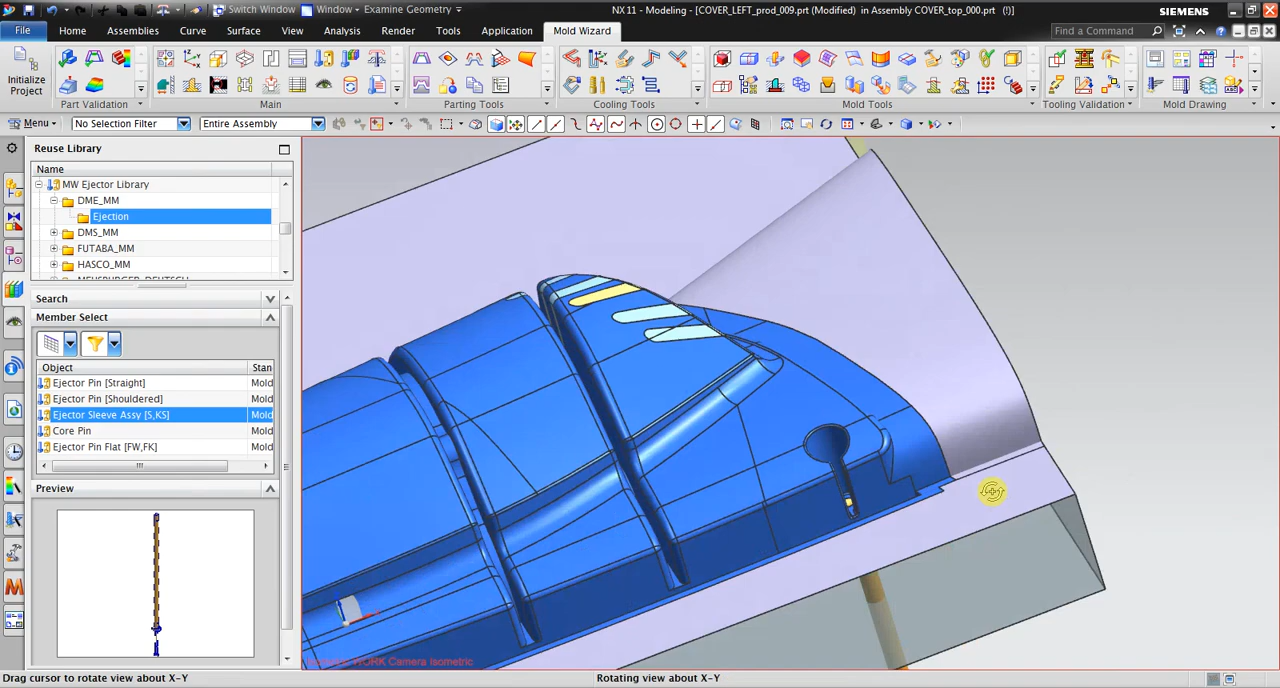 Switch Window Window Examine Geometry
NX 11 - Modeling - [COVER_LEFT_prod_009.prt (Modified) in Assembly COVER_top_000.prt (!)]
SIEMENS
File Home Assemblies Curve Surface View Analysis Render Tools Application Mold Wizard
Find a Command
Initialize
Project
Part Validation Main Parting Tools Cooling Tools Mold Tools Tooling Validation Mold Drawing
Menu No Selection Filter Entire Assembly
Reuse Library
Name
MW Ejector Library
DME_MM
Ejection
DMS_MM
FUTABA_MM
HASCO_MM
Search
Member Select
Object Stan
Ejector Pin [Straight] Mold
Ejector Pin [Shouldered] Mold
Ejector Sleeve Assy [S,KS] Mold
Core Pin Mold
Ejector Pin Flat [FW,FK] Mold
Preview
WORK Camera Isometric
Drag cursor to rotate view about X-Y
Rotating view about X-Y